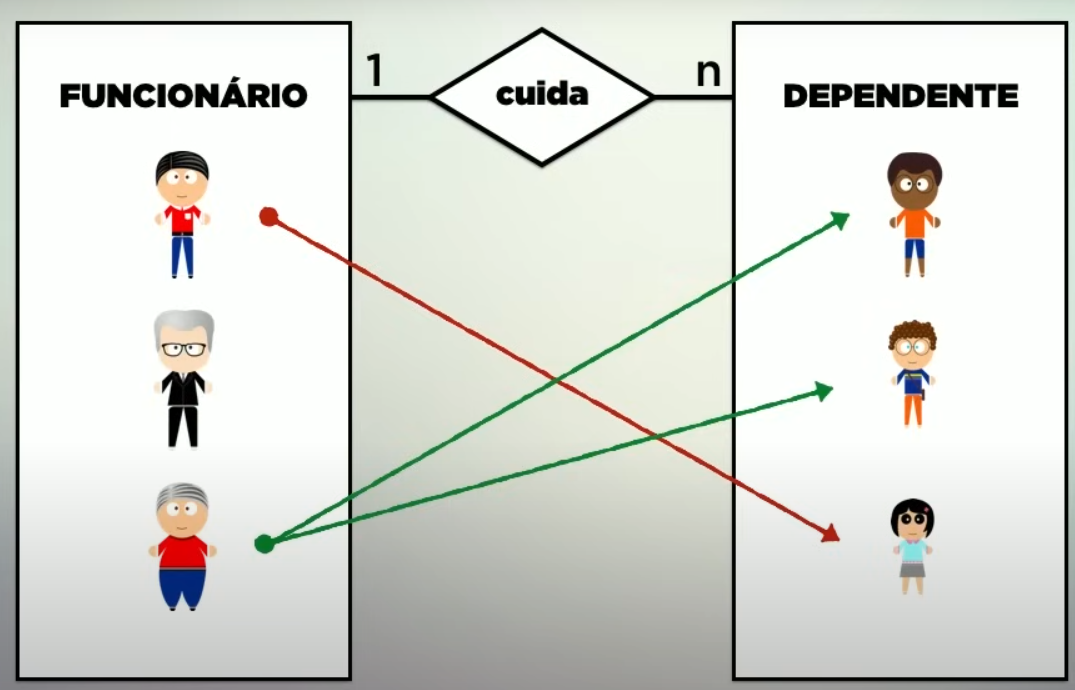 FUNCIONÁRIO
1
cuida
n
DEPENDENTE